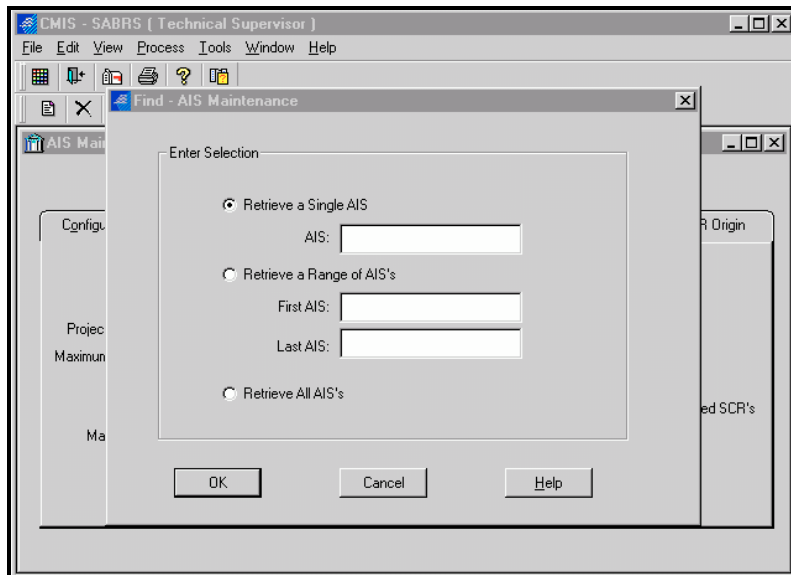 CMIS - SABRS ( Technical Supervisor )
File Edit View Process Tools Window Help
Find - AIS Maintenance
AIS Mai
Enter Selection
Retrieve a Single AIS
AIS:
Retrieve a Range of AIS's
First AIS:
Last AIS:
Retrieve All AIS's
OK Cancel Help
Configu
R Origin
Projec
Maximun
ed SCR's
Ma